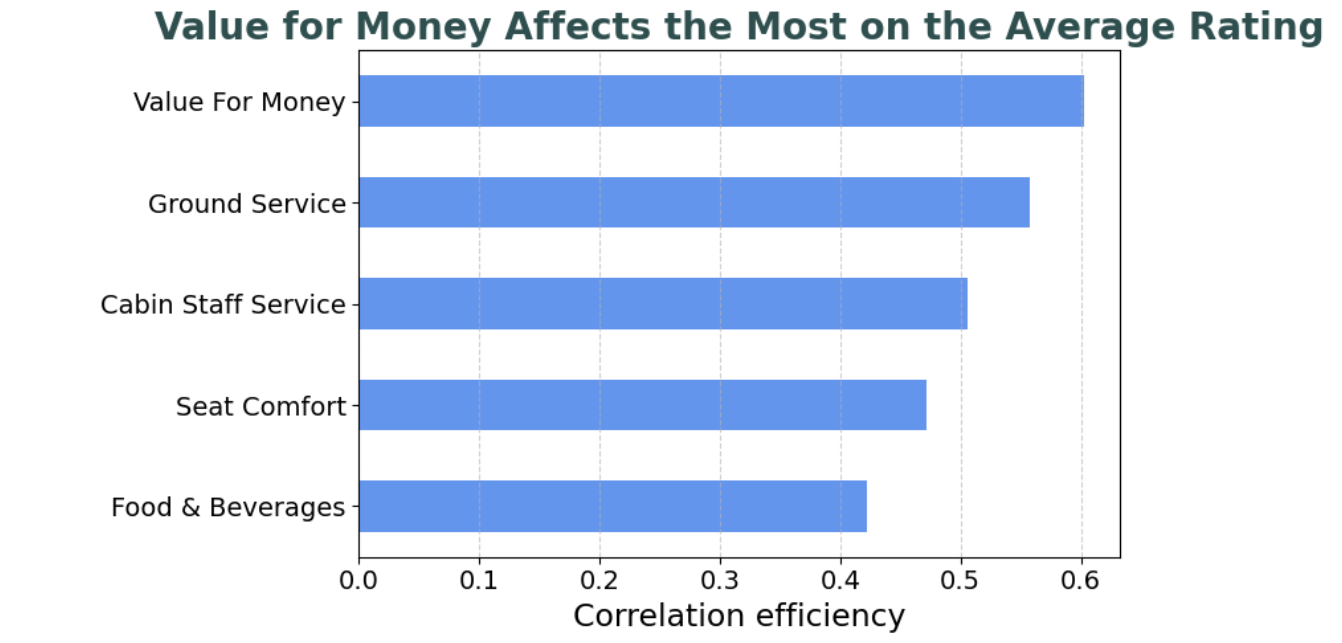 Value for Money Affects the Most on the Average Rating
Value For Money
Ground Service
Cabin Staff Service
Seat Comfort
Food & Beverages
0.0 0.1 0.2 0.3 0.4 0.5 0.6
Correlation efficiency